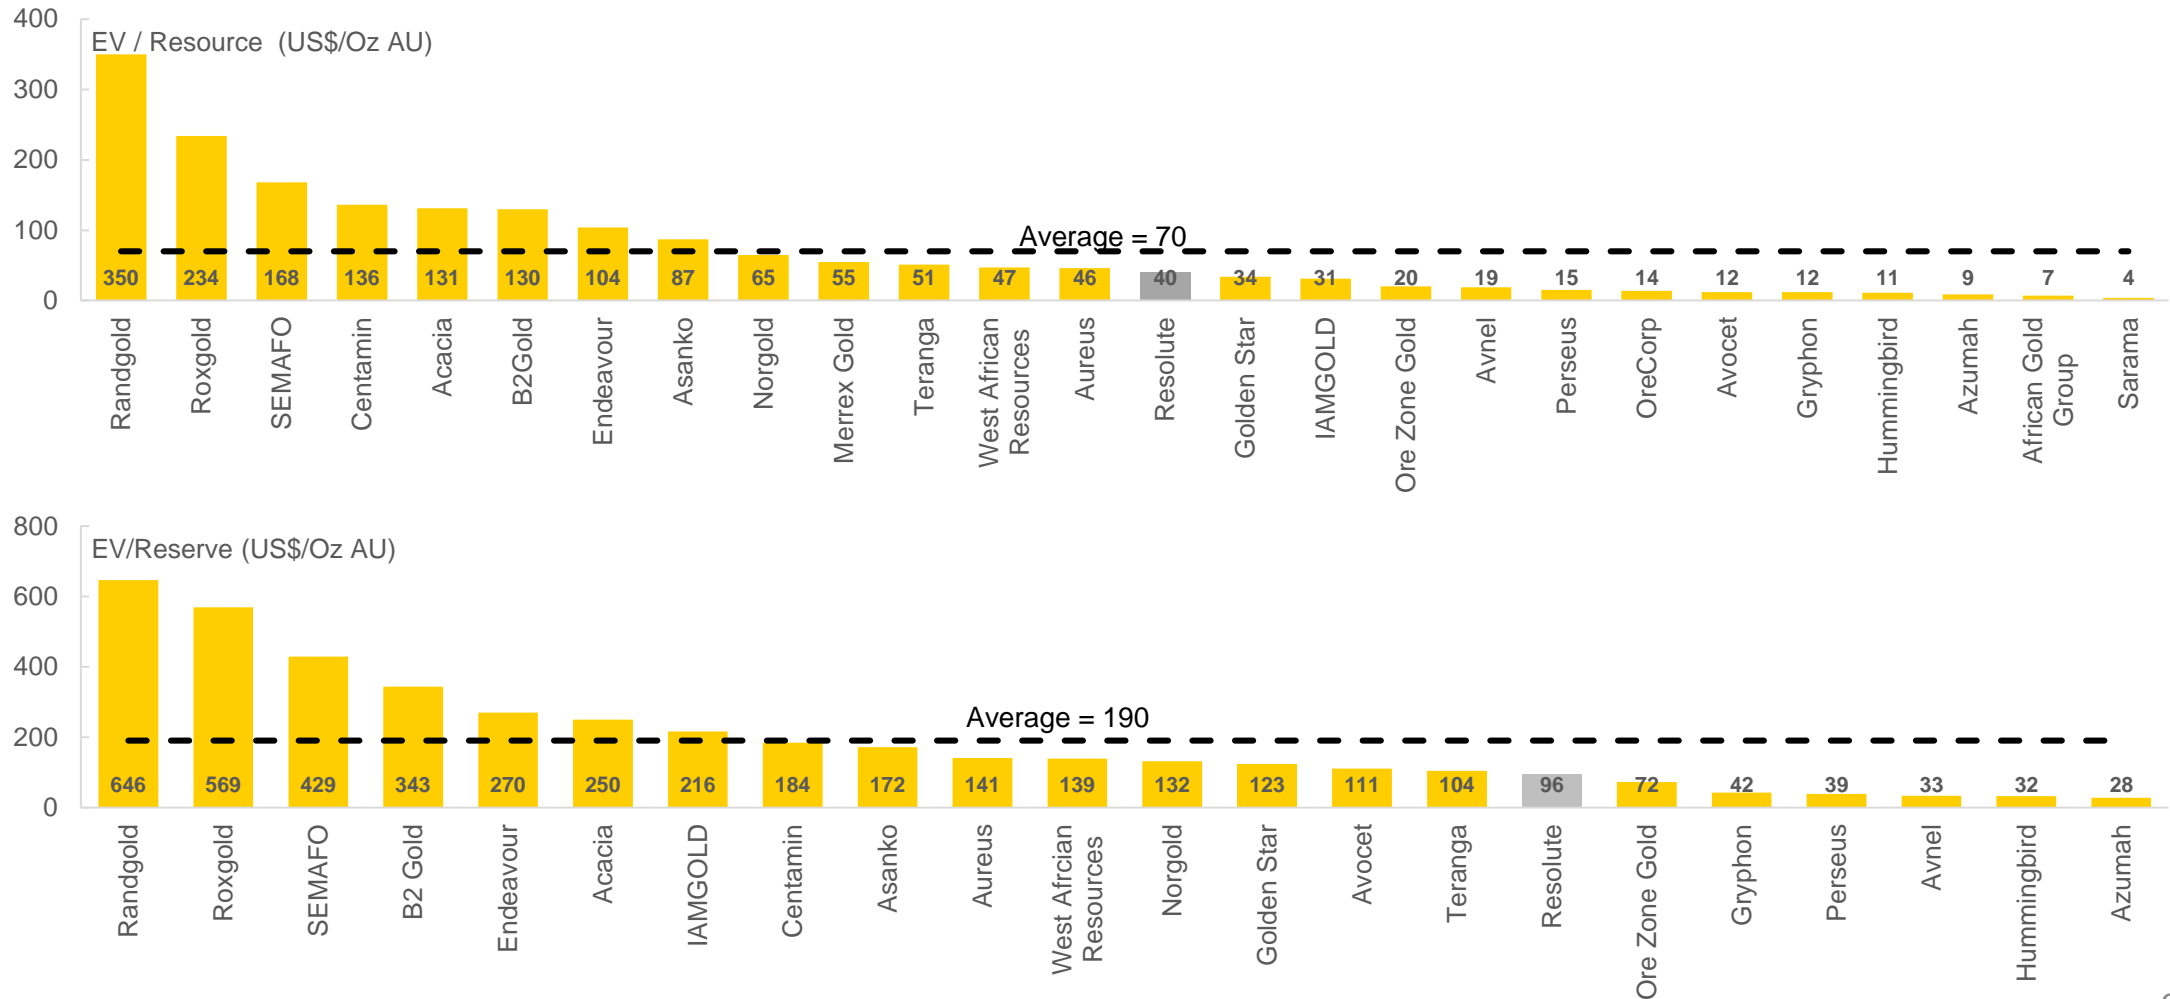 400
EV / Resource (US$/Oz AU)
300
200
100
Average = 70
350 234 168 136 131 130 104 87 65 55 51 47 46 40 34 31 20 19 15 14 12 12 11 9 7 4
0
Randgold
Roxgold
SEMAFO
Centamin
Acacia
B2Gold
Endeavour
Asanko
Norgold
Merrex Gold
Teranga
West African
Resources
Aureus
Resolute
Golden Star
IAMGOLD
Ore Zone Gold
Avnel
Perseus
OreCorp
Avocet
Gryphon
Hummingbird
Azumah
African Gold
Group
Sarama
800
EV/Reserve (US$/Oz AU)
600
400
200
Average = 190
646 569 429 343 270 250 216 184 172 141 139 132 123 111 104 96 72 42 39 33 32 28
0
Randgold
Roxgold
SEMAFO
B2 Gold
Endeavour
Acacia
IAMGOLD
Centamin
Asanko
Aureus
West Afrcian
Resources
Norgold
Golden Star
Avocet
Teranga
Resolute
Ore Zone Gold
Gryphon
Perseus
Avnel
Hummingbird
Azumah